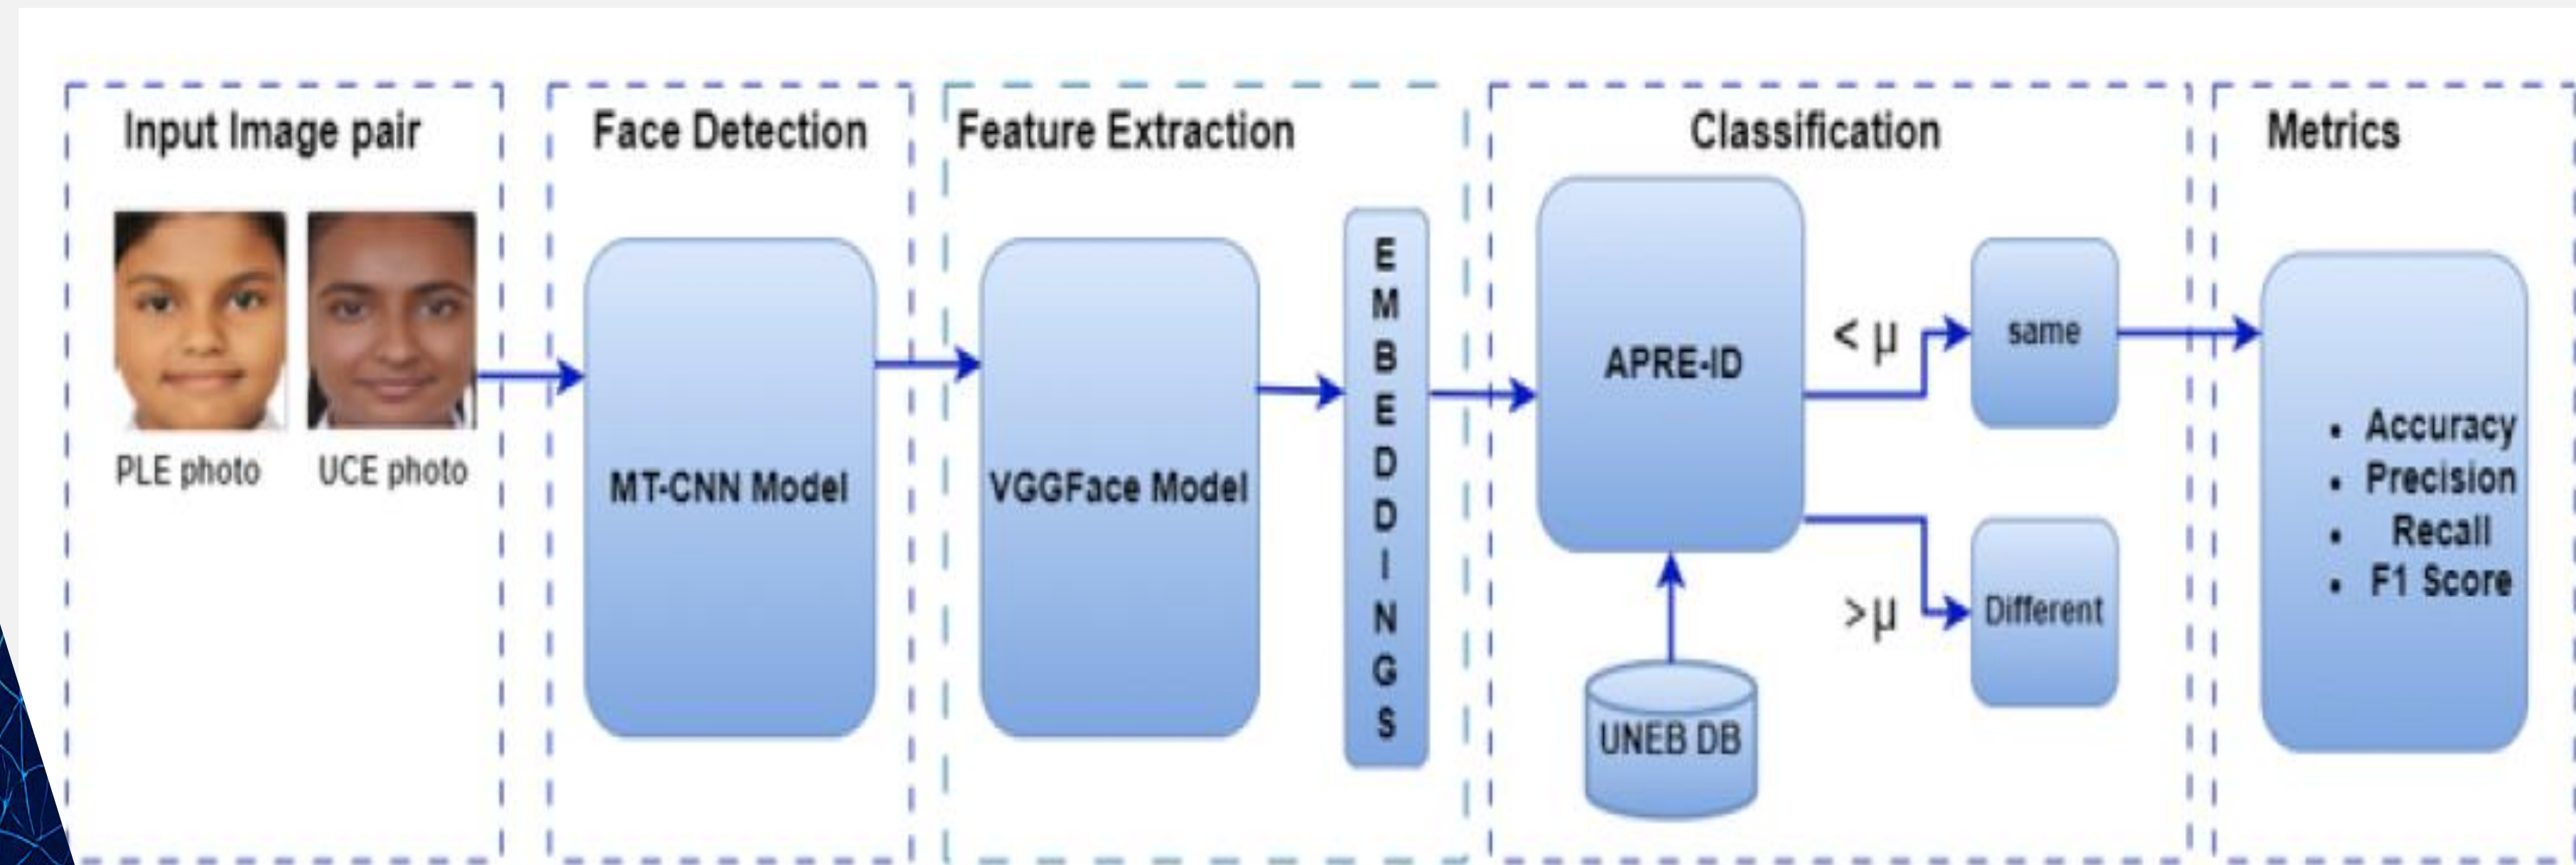 Input Image pair
PLE photo
UCE photo
Face Detection
MT-CNN Model
Feature Extraction
VGGFace Model
E
M
B
E
D
D
I
N
G
S
Classification
APRE-ID
UNEB DB
< μ
same
>μ
Different
Metrics
• Accuracy
• Precision
• Recall
• F1 Score